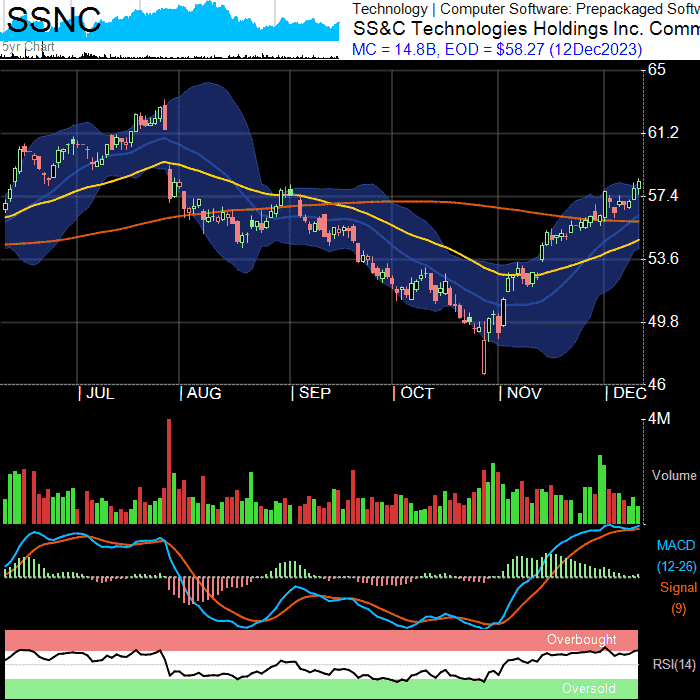 SSNC
Technology | Computer Software: Prepackaged Softw
SS&C Technologies Holdings Inc. Comm
5yr Chart
MC = 14.8B, EOD = $58.27 (12Dec2023)
65
61.2
57.4
53.6
49.8
46
JUL AUG SEP OCT NOV DEC
4M
Volume
MACD
(12-26)
Signal
(9)
Overbought
RSI(14)
Oversold